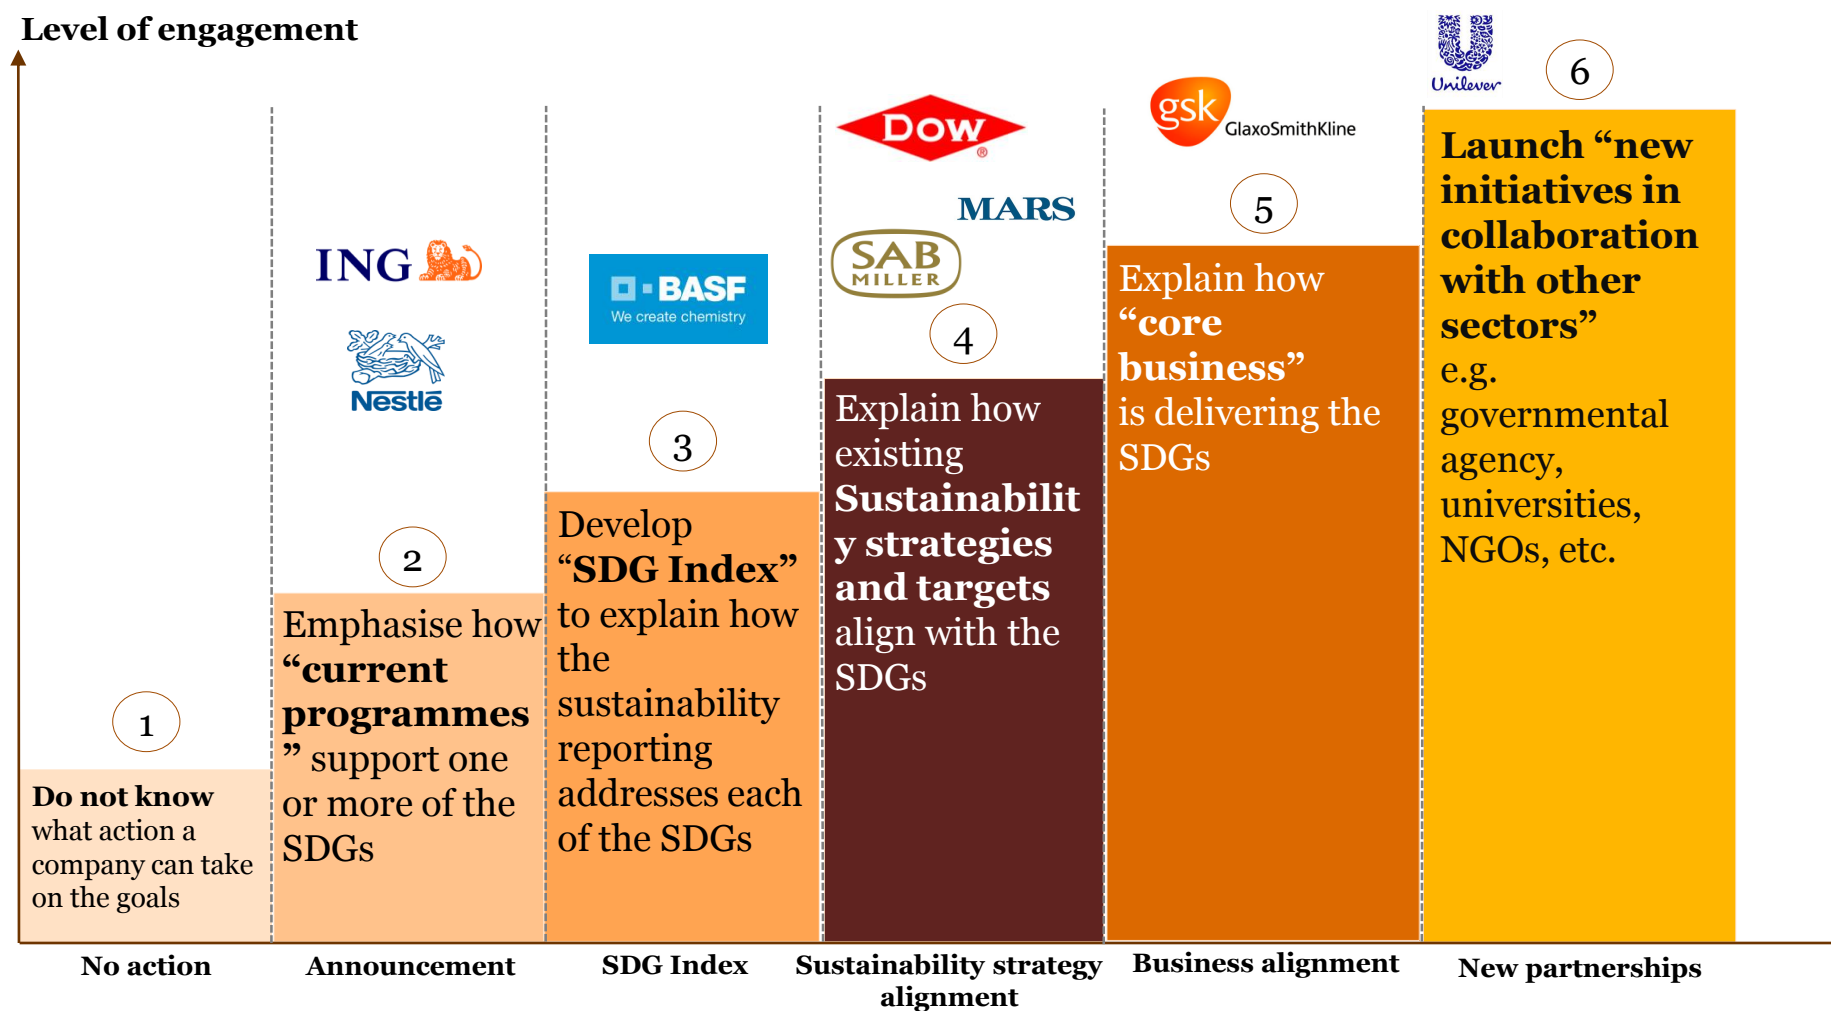 Level of engagement
1
Do not know
what action a
company can take
on the goals
No action
ING
Nestlé
2
Emphasise how
“current
programmes
” support one
or more of the
SDGs
Announcement
BASF
We create chemistry
3
Develop
“SDG Index”
to explain how
the
sustainability
reporting
addresses each
of the SDGs
SDG Index
DOW
®
MARS
SAB
MILLER
4
Explain how
existing
Sustainabilit
y strategies
and targets
align with the
SDGs
Sustainability strategy
alignment
gsk
GlaxoSmithKline
5
Explain how
“core
business”
is delivering the
SDGs
Business alignment
Unilever
6
Launch “new
initiatives in
collaboration
with other
sectors”
e.g.
governmental
agency,
universities,
NGOs, etc.
New partnerships